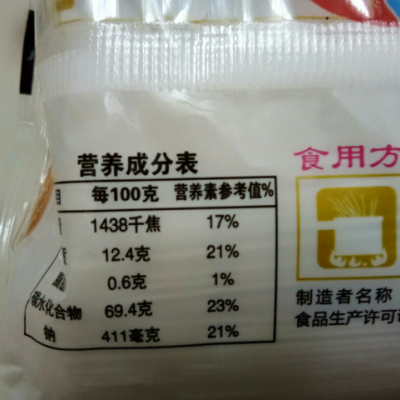 营养成分表
目 每100克 营养素参考值%
1438千焦 17%
12.4克 21%
0.6克 1%
碳水化合物 69.4克 23%
钠 411毫克 21%
食用方
制造者名称
食品生产许可